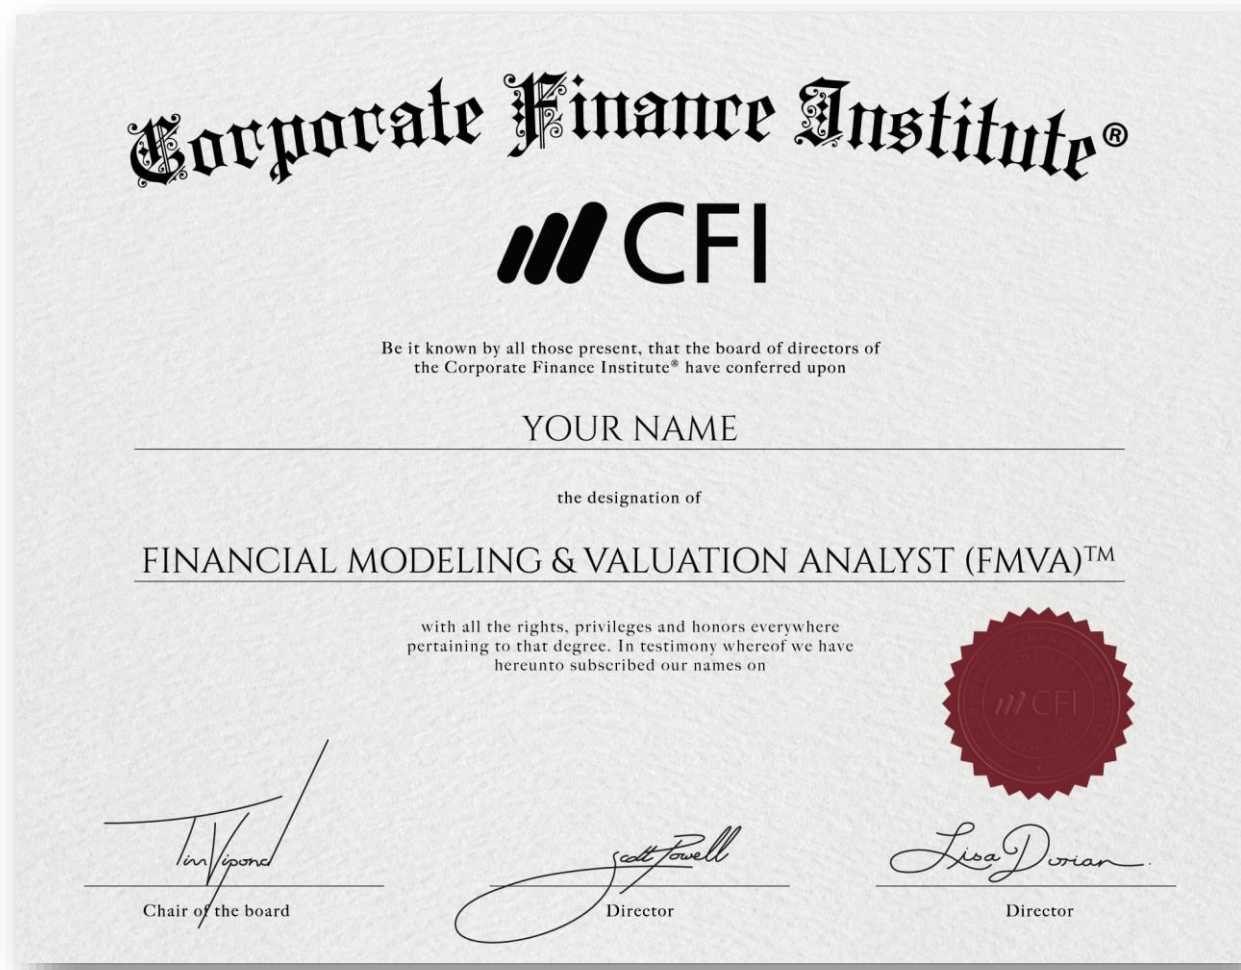 Corporate Finance Institute®
CFI
Be it known by all those present, that the board of directors of
the Corporate Finance Institute® have conferred upon
YOUR NAME
the designation of
FINANCIAL MODELING & VALUATION ANALYST (FMVA)™
with all the rights, privileges and honors everywhere
pertaining to that degree. In testimony whereof we have
hereunto subscribed our names on
CFI
Tim Vipond
Scott Powell
Lisa Dorian
Chair of the board
Director
Director